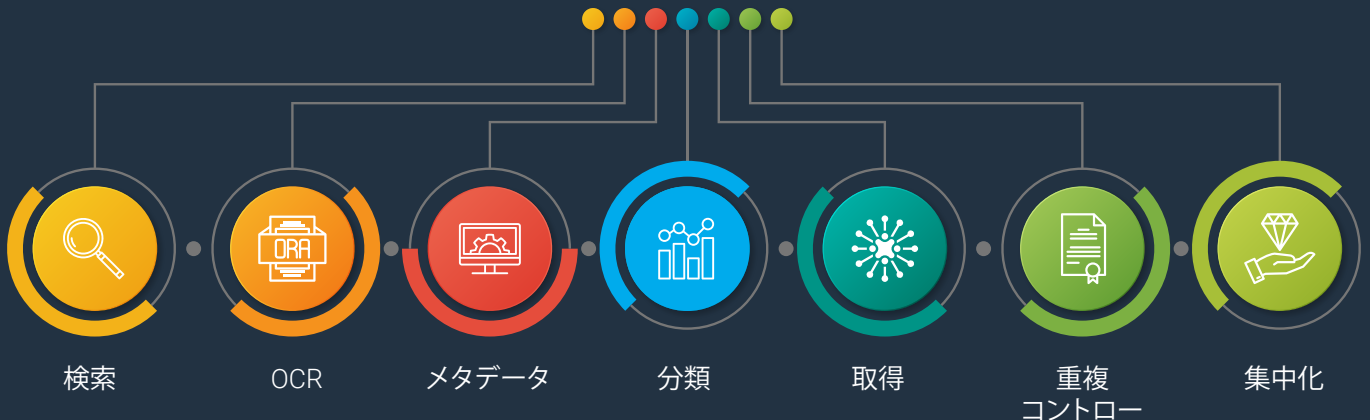 ORA
検索
OCR
メタデータ
分類
取得
重複
コントロー
集中化